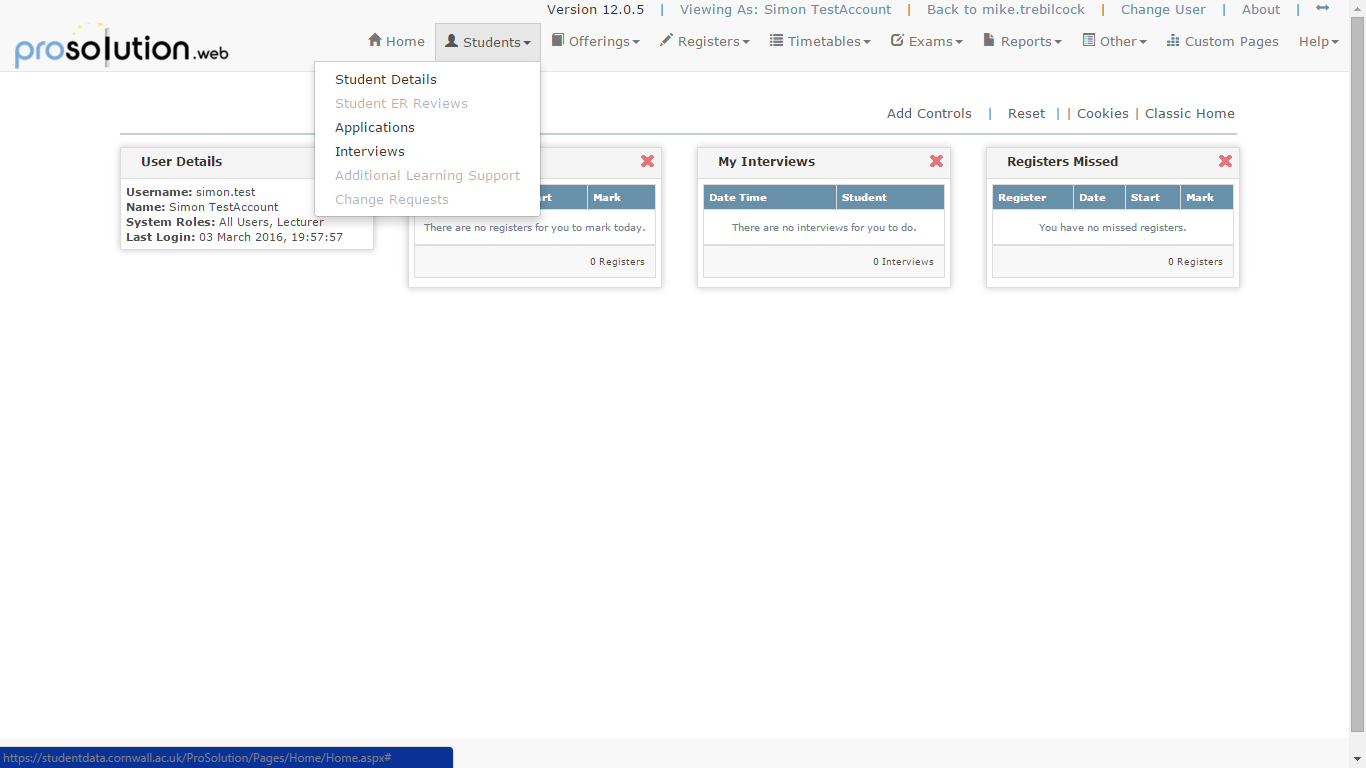 Version 12.0.5 | Viewing As: Simon TestAccount | Back to mike.trebilcock | Change User | About |
prosolution.web
Home Students Offerings Registers Timetables Exams Reports Other Custom Pages Help
Student Details
Student ER Reviews
Applications
Interviews
Additional Learning Support
Change Requests
Add Controls | Reset | | Cookies | Classic Home
User Details
Username: simon.test
Name: Simon TestAccount
System Roles: All Users, Lecturer
Last Login: 03 March 2016, 19:57:57
Mark
There are no registers for you to mark today.
0 Registers
My Interviews
Date Time Student
There are no interviews for you to do.
0 Interviews
Registers Missed
Register Date Start Mark
You have no missed registers.
0 Registers
https://studentdata.cornwall.ac.uk/ProSolution/Pages/Home/Home.aspx#